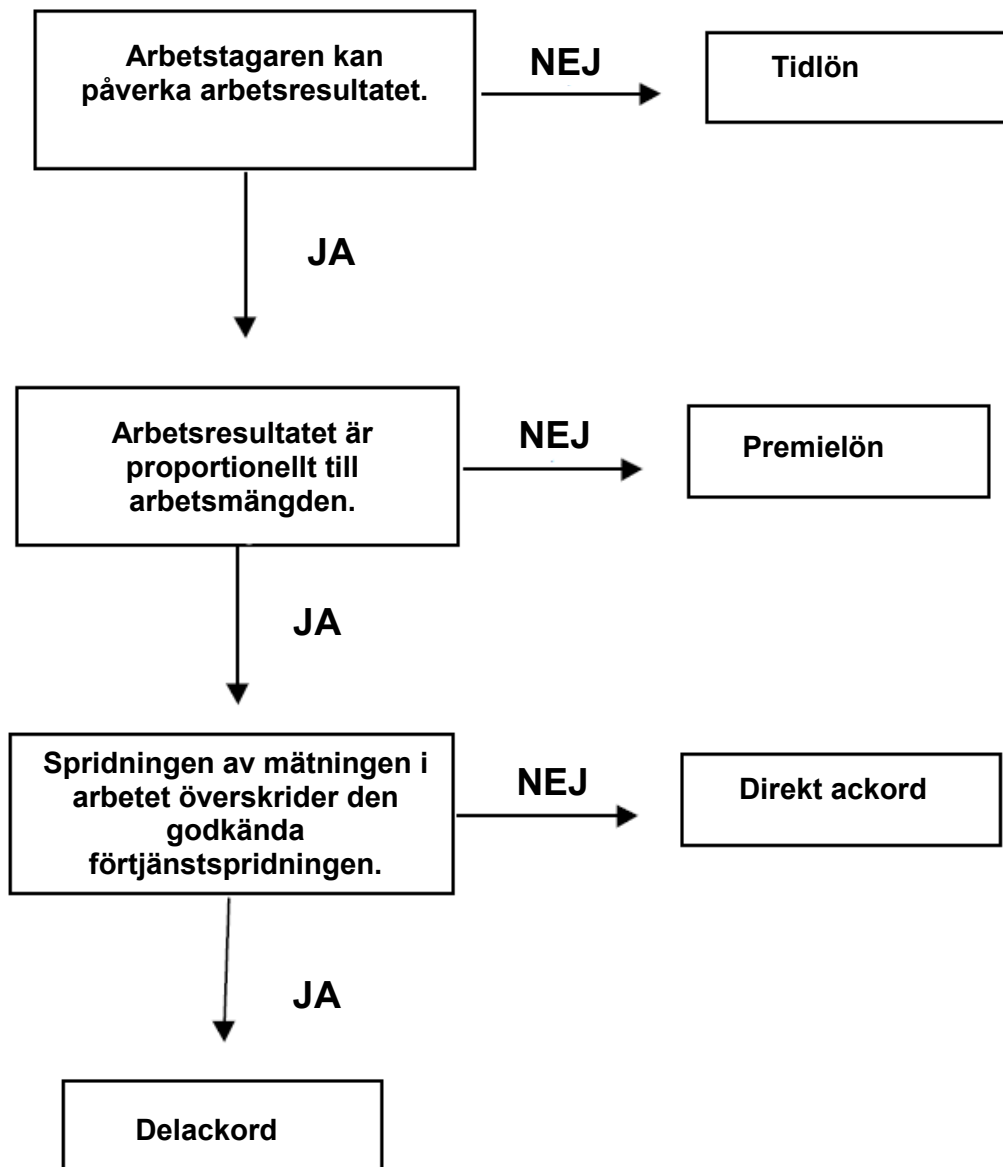 Arbetstagaren kan
påverka arbetsresultatet.
NEJ
Tidlön
JA
Arbetsresultatet är
proportionellt till
arbetsmängden.
NEJ
Premielön
JA
Spridningen av mätningen i
arbetet överskrider den
godkända
förtjänstspridningen.
NEJ
Direkt ackord
JA
Delackord